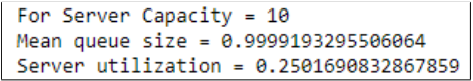 For Server Capacity = 10
Mean queue size = 0.9999193295506064
Server utilization = 0.2501690832867859